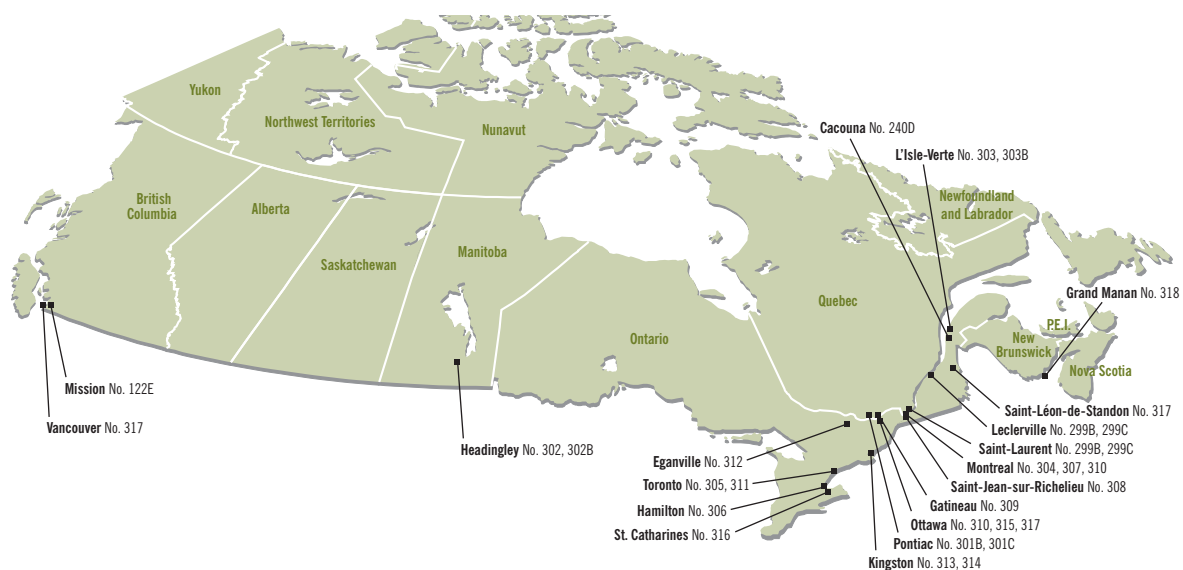 Yukon
Northwest Territories
Nunavut
British
Columbia
Alberta
Saskatchewan
Manitoba
Ontario
Quebec
Newfoundland
and Labrador
P.E.I.
New
Brunswick
Nova Scotia
Cacouna No. 240D
L'Isle-Verte No. 303, 303B
Grand Manan No. 318
Mission No. 122E
Vancouver No. 317
Headingley No. 302, 302B
Eganville No. 312
Toronto No. 305, 311
Hamilton No. 306
St. Catharines No. 316
Saint-Léon-de-Standon No. 317
Leclerville No. 299B, 299C
Saint-Laurent No. 299B, 299C
Montreal No. 304, 307, 310
Saint-Jean-sur-Richelieu No. 308
Gatineau No. 309
Ottawa No. 310, 315, 317
Pontiac No. 301B, 301C
Kingston No. 313, 314